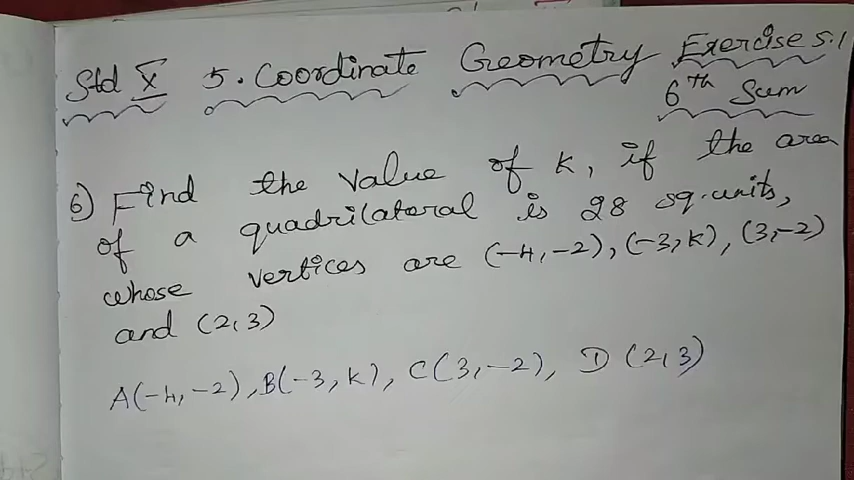 Std X 5. Coordinate Geometry Exercise 5.1
6th Sum
6) Find the value of k, if the area
of a quadrilateral is 28 sq.units,
whose vertices are (-4,-2), (-3,k), (3,-2)
and (2,3)
A(-4,-2), B(-3,k), C(3,-2), D(2,3)